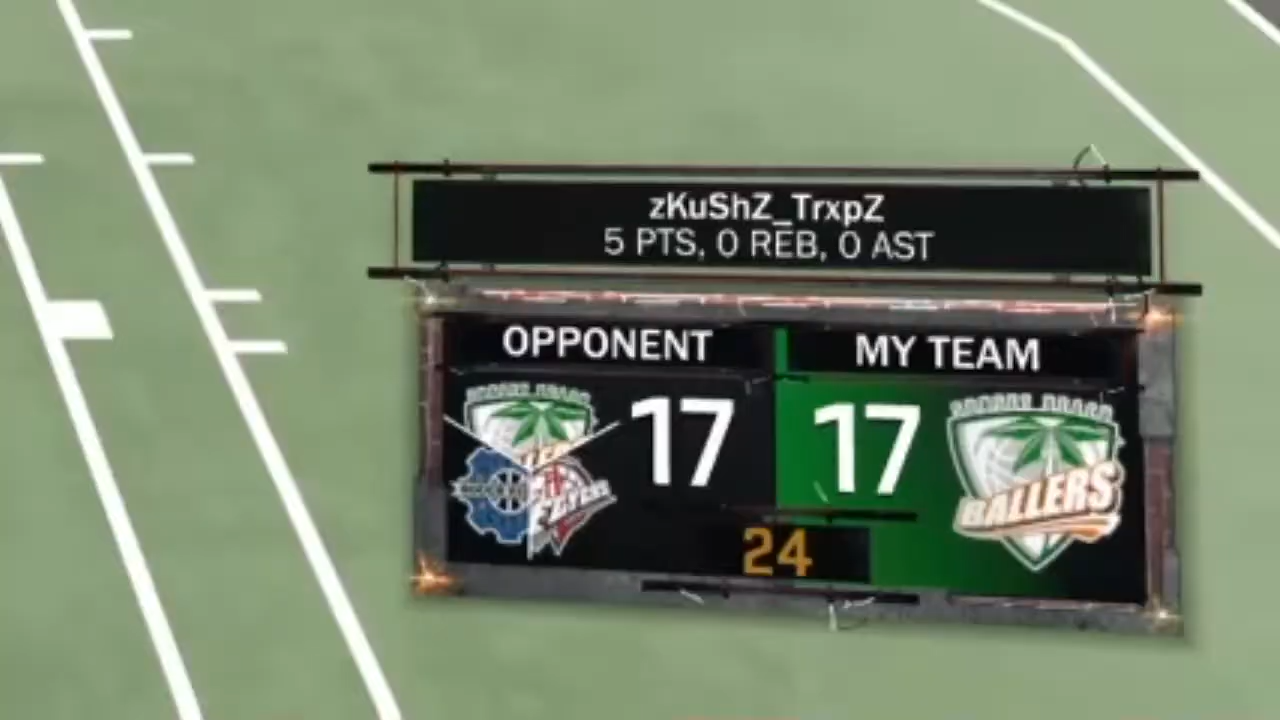 zKuShZ_TrxpZ
5 PTS, 0 REB, 0 AST
OPPONENT
MY TEAM
17
17
BALLERS
24